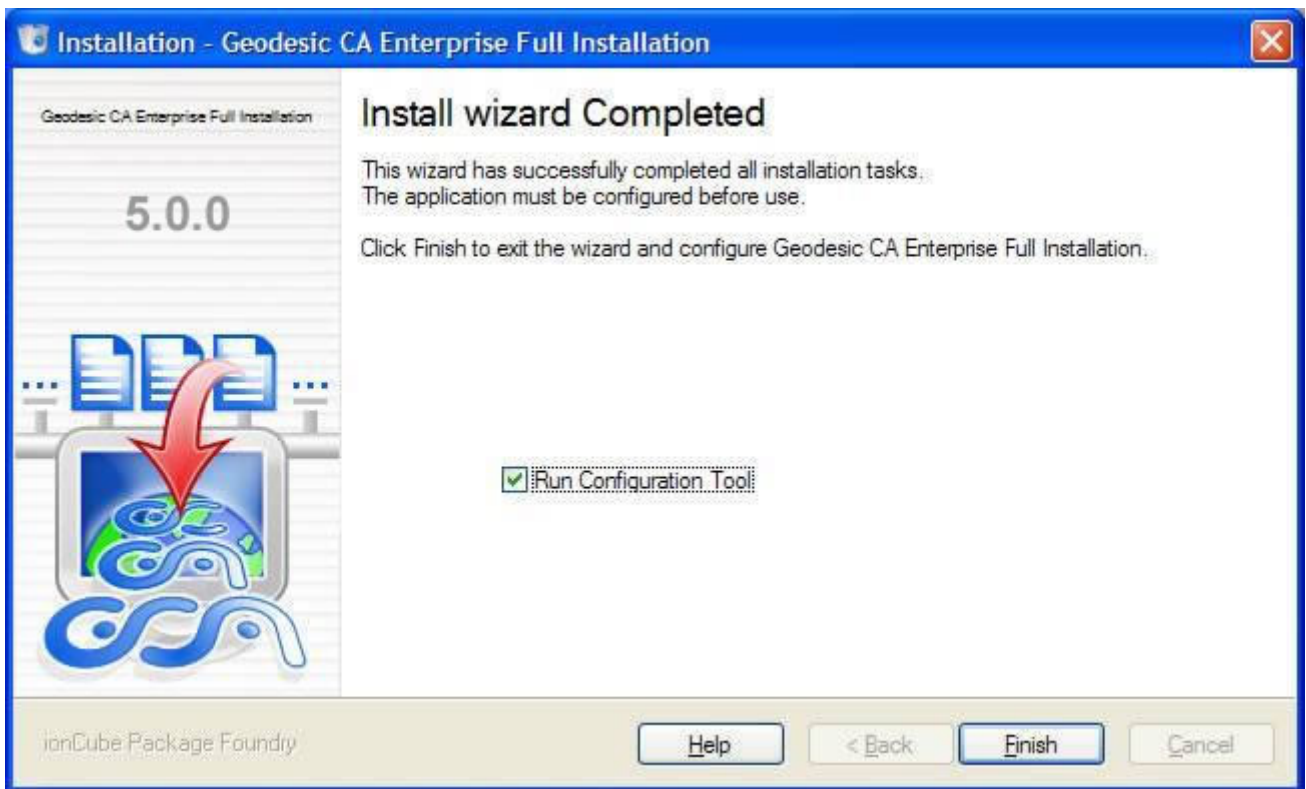 Installation - Geodesic CA Enterprise Full Installation
Geodesic CA Enterprise Full Installation
5.0.0
Install wizard Completed
This wizard has successfully completed all installation tasks.
The application must be configured before use.
Click Finish to exit the wizard and configure Geodesic CA Enterprise Full Installation.
Run Configuration Tool
ionCube Package Foundry
Help
< Back
Finish
Cancel